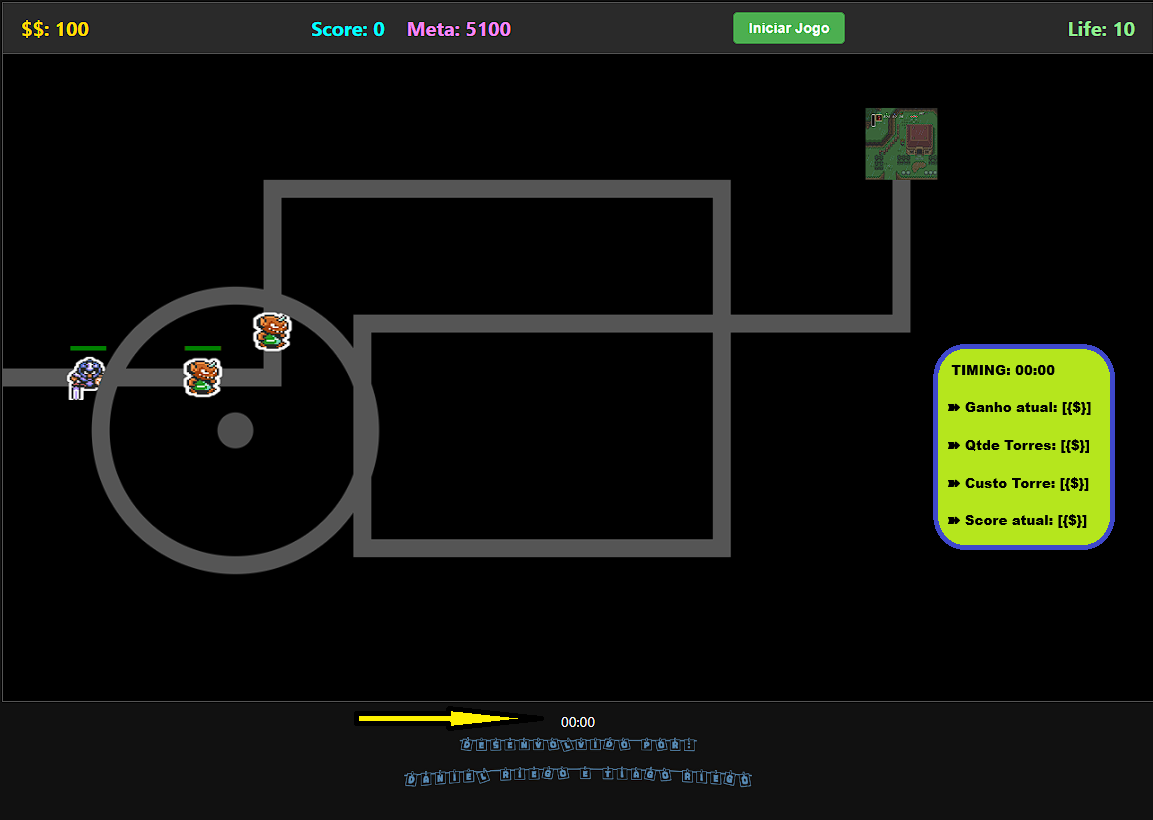 $$: 100 Score: 0 Meta: 5100 Iniciar Jogo Life: 10
TIMING: 00:00
➽ Ganho atual: [{$}]
➽ Qtde Torres: [{$}]
➽ Custo Torre: [{$}]
➽ Score atual: [{$}]
00:00
DESENVOLVIDO POR:
DANIEL RIEGO E TIAGO RIEGO